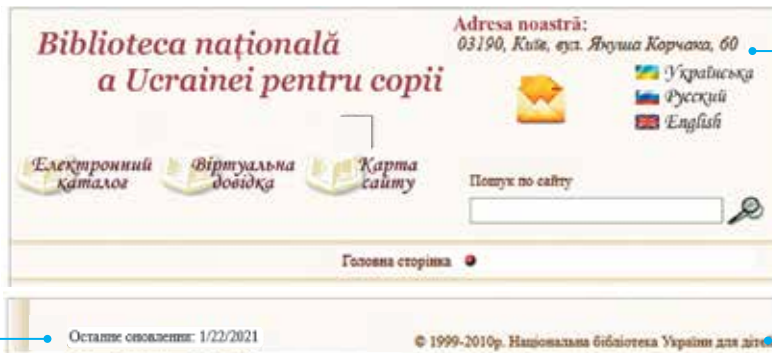 Biblioteca națională
a Ucrainei pentru copii
Adresa noastră:
03190, Київ, вул. Януша Корчака, 60
Українська
Русский
English
Електронний
каталог
Віртуальна
довідка
Карта
сайту
Пошук по сайту
Головна сторінка
Останнє оновлення: 1/22/2021
© 1999-2010р. Національна бібліотека України для дітей